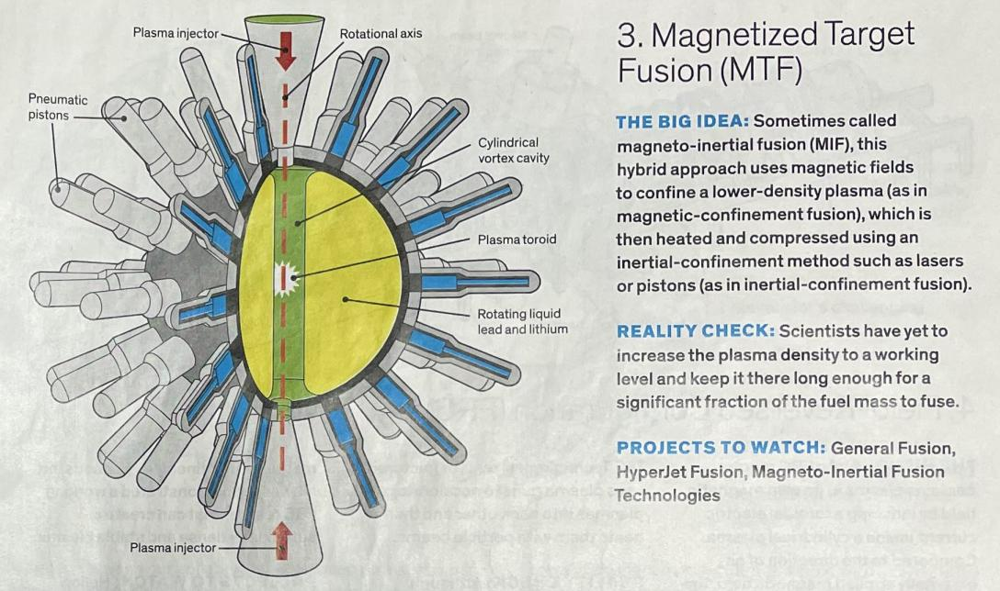 Plasma injector
Rotational axis
Pneumatic
pistons
Cylindrical
vortex cavity
Plasma toroid
Rotating liquid
lead and lithium
Plasma injector
3. Magnetized Target
Fusion (MTF)
THE BIG IDEA: Sometimes called
magneto-inertial fusion (MIF), this
hybrid approach uses magnetic fields
to confine a lower-density plasma (as in
magnetic-confinement fusion), which is
then heated and compressed using an
inertial-confinement method such as lasers
or pistons (as in inertial-confinement fusion).
REALITY CHECK: Scientists have yet to
increase the plasma density to a working
level and keep it there long enough for a
significant fraction of the fuel mass to fuse.
PROJECTS TO WATCH: General Fusion,
HyperJet Fusion, Magneto-Inertial Fusion
Technologies